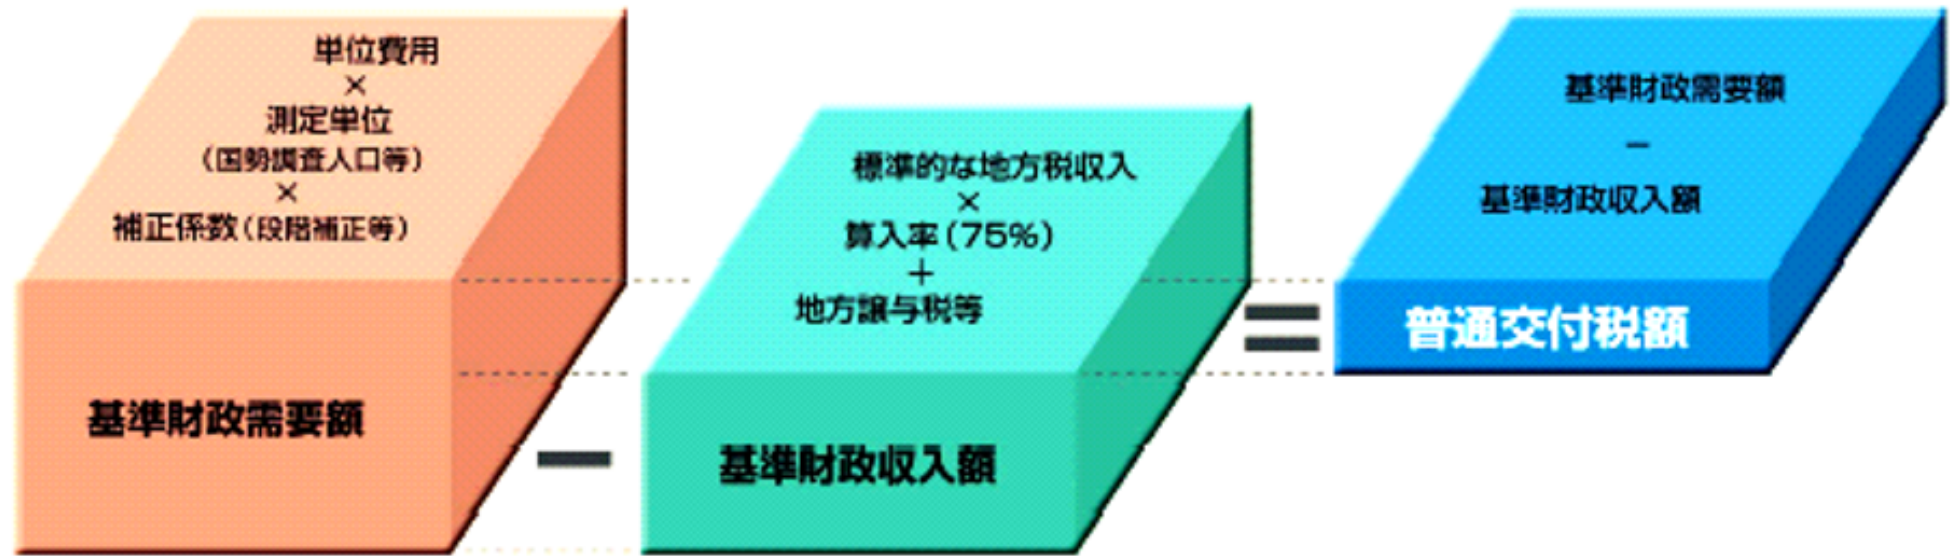 単位費用
×
測定単位
（国勢調査人口等）
×
補正係数（段階補正等）
基準財政需要額
－
標準的な地方税収入
×
算入率（75%）
＋
地方譲与税等
基準財政収入額
＝
基準財政需要額
－
基準財政収入額
普通交付税額